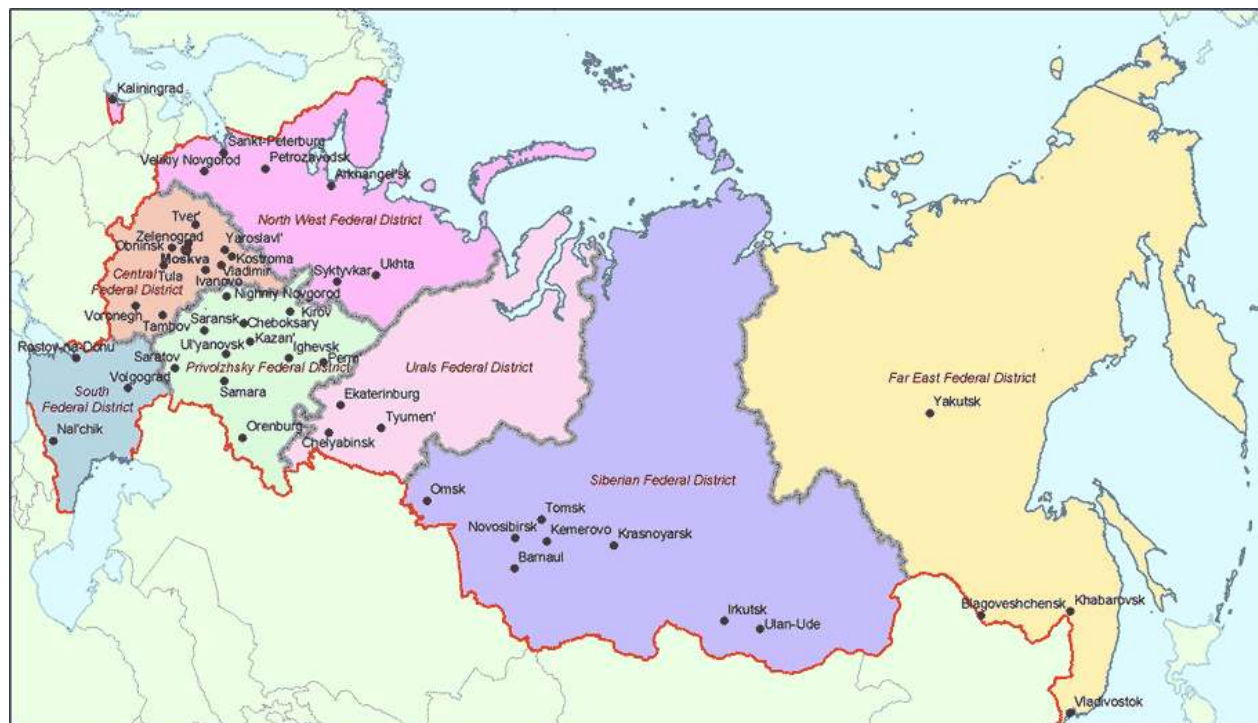 Kaliningrad
Sankt-Peterburg
Velikiy Novgorod
Petrozavodsk
Arkhangel'sk
North West Federal District
Tver'
Zelenograd
Obninsk
Yaroslavl'
Moskva
Kostroma
Vladimir
Tula
Ivanovo
Central
Federal District
Syktyvkar
Ukhta
Nighniy Novgorod
Voronegh
Tambov
Saransk
Cheboksary
Kirov
Rostov-na-Donu
Saratov
Ul'yanovsk
Kazan'
Ighevsk
Perm'
Privolzhsky Federal District
Urals Federal District
Far East Federal District
Volgograd
South
Federal District
Samara
Ekaterinburg
Yakutsk
Nal'chik
Orenburg
Chelyabinsk
Tyumen'
Siberian Federal District
Omsk
Tomsk
Novosibirsk
Kemerovo
Krasnoyarsk
Barnaul
Irkutsk
Ulan-Ude
Blagoveshchensk
Khabarovsk
Vladivostok